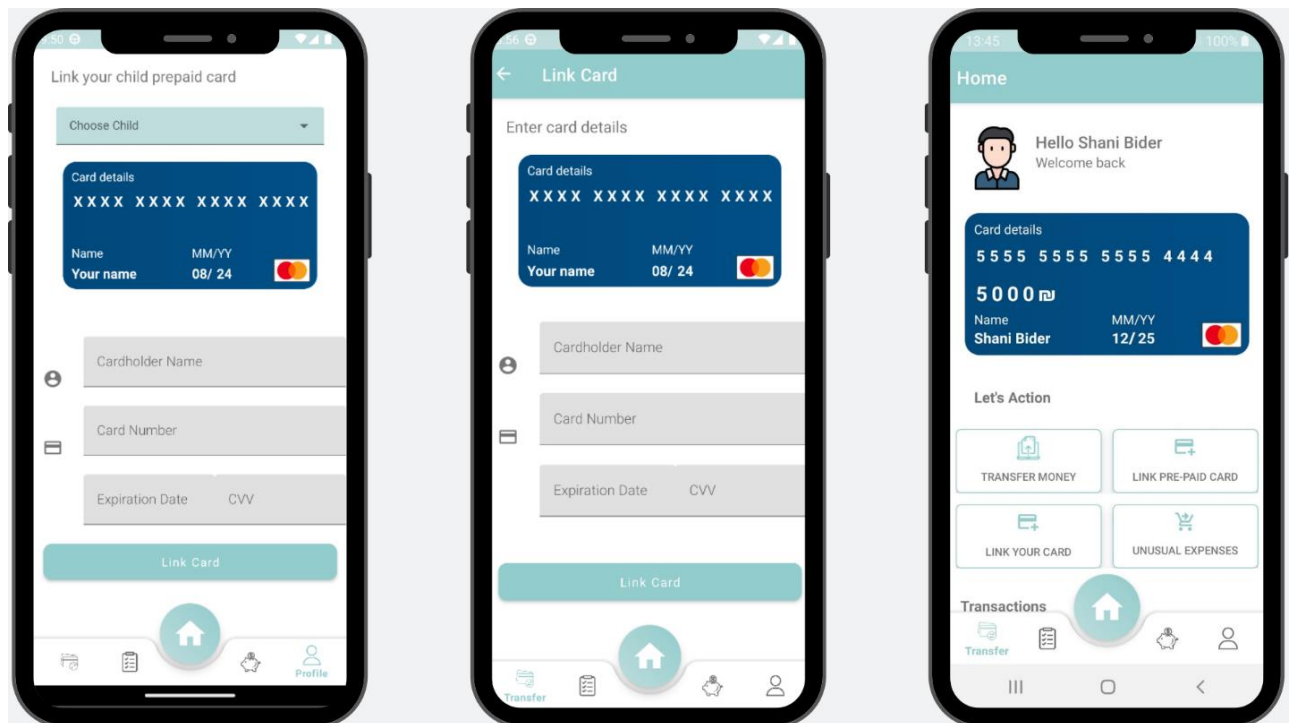 9:50
Link your child prepaid card
Choose Child
Card details
XXXX XXXX XXXX XXXX
Name MM/YY
Your name 08/ 24
Cardholder Name
Card Number
Expiration Date CVV
Link Card
Profile
:56
Link Card
Enter card details
Card details
XXXX XXXX XXXX XXXX
Name MM/YY
Your name 08/ 24
Cardholder Name
Card Number
Expiration Date CVV
Link Card
Transfer
13:45 100%
Home
Hello Shani Bider
Welcome back
Card details
5555 5555 5555 4444
5000₪
Name MM/YY
Shani Bider 12/ 25
Let's Action
TRANSFER MONEY LINK PRE-PAID CARD
LINK YOUR CARD UNUSUAL EXPENSES
Transactions
Transfer